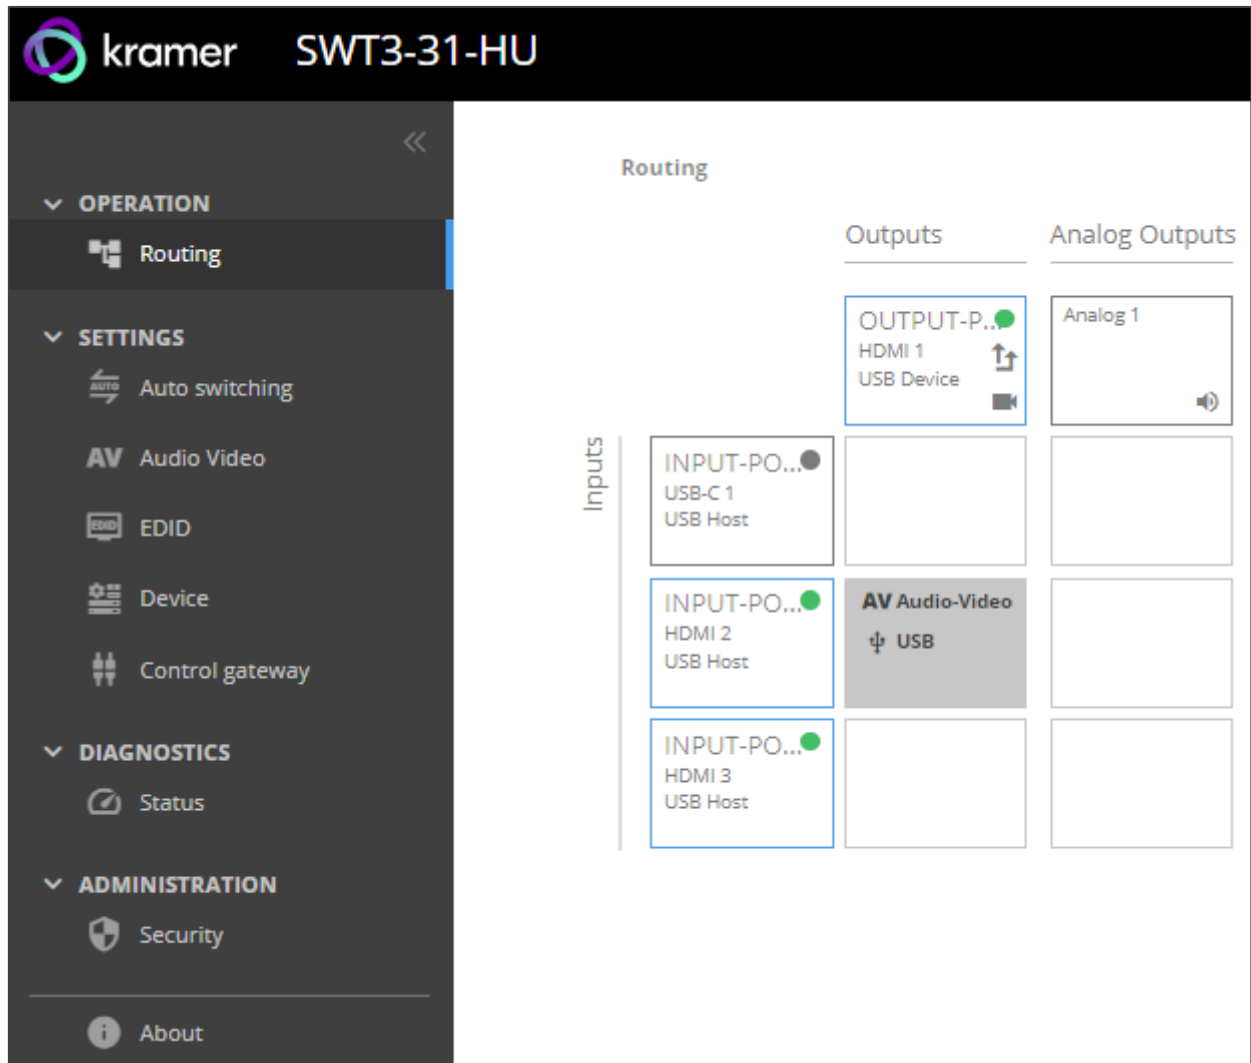 kramer SWT3-31-HU
OPERATION
Routing
SETTINGS
AUTO Auto switching
AV Audio Video
EDID EDID
Device
Control gateway
DIAGNOSTICS
Status
ADMINISTRATION
Security
About
Routing
Outputs Analog Outputs
OUTPUT-P...
HDMI 1
USB Device
Analog 1
Inputs
INPUT-PO...
USB-C 1
USB Host
INPUT-PO...
HDMI 2
USB Host
AV Audio-Video
USB
INPUT-PO...
HDMI 3
USB Host